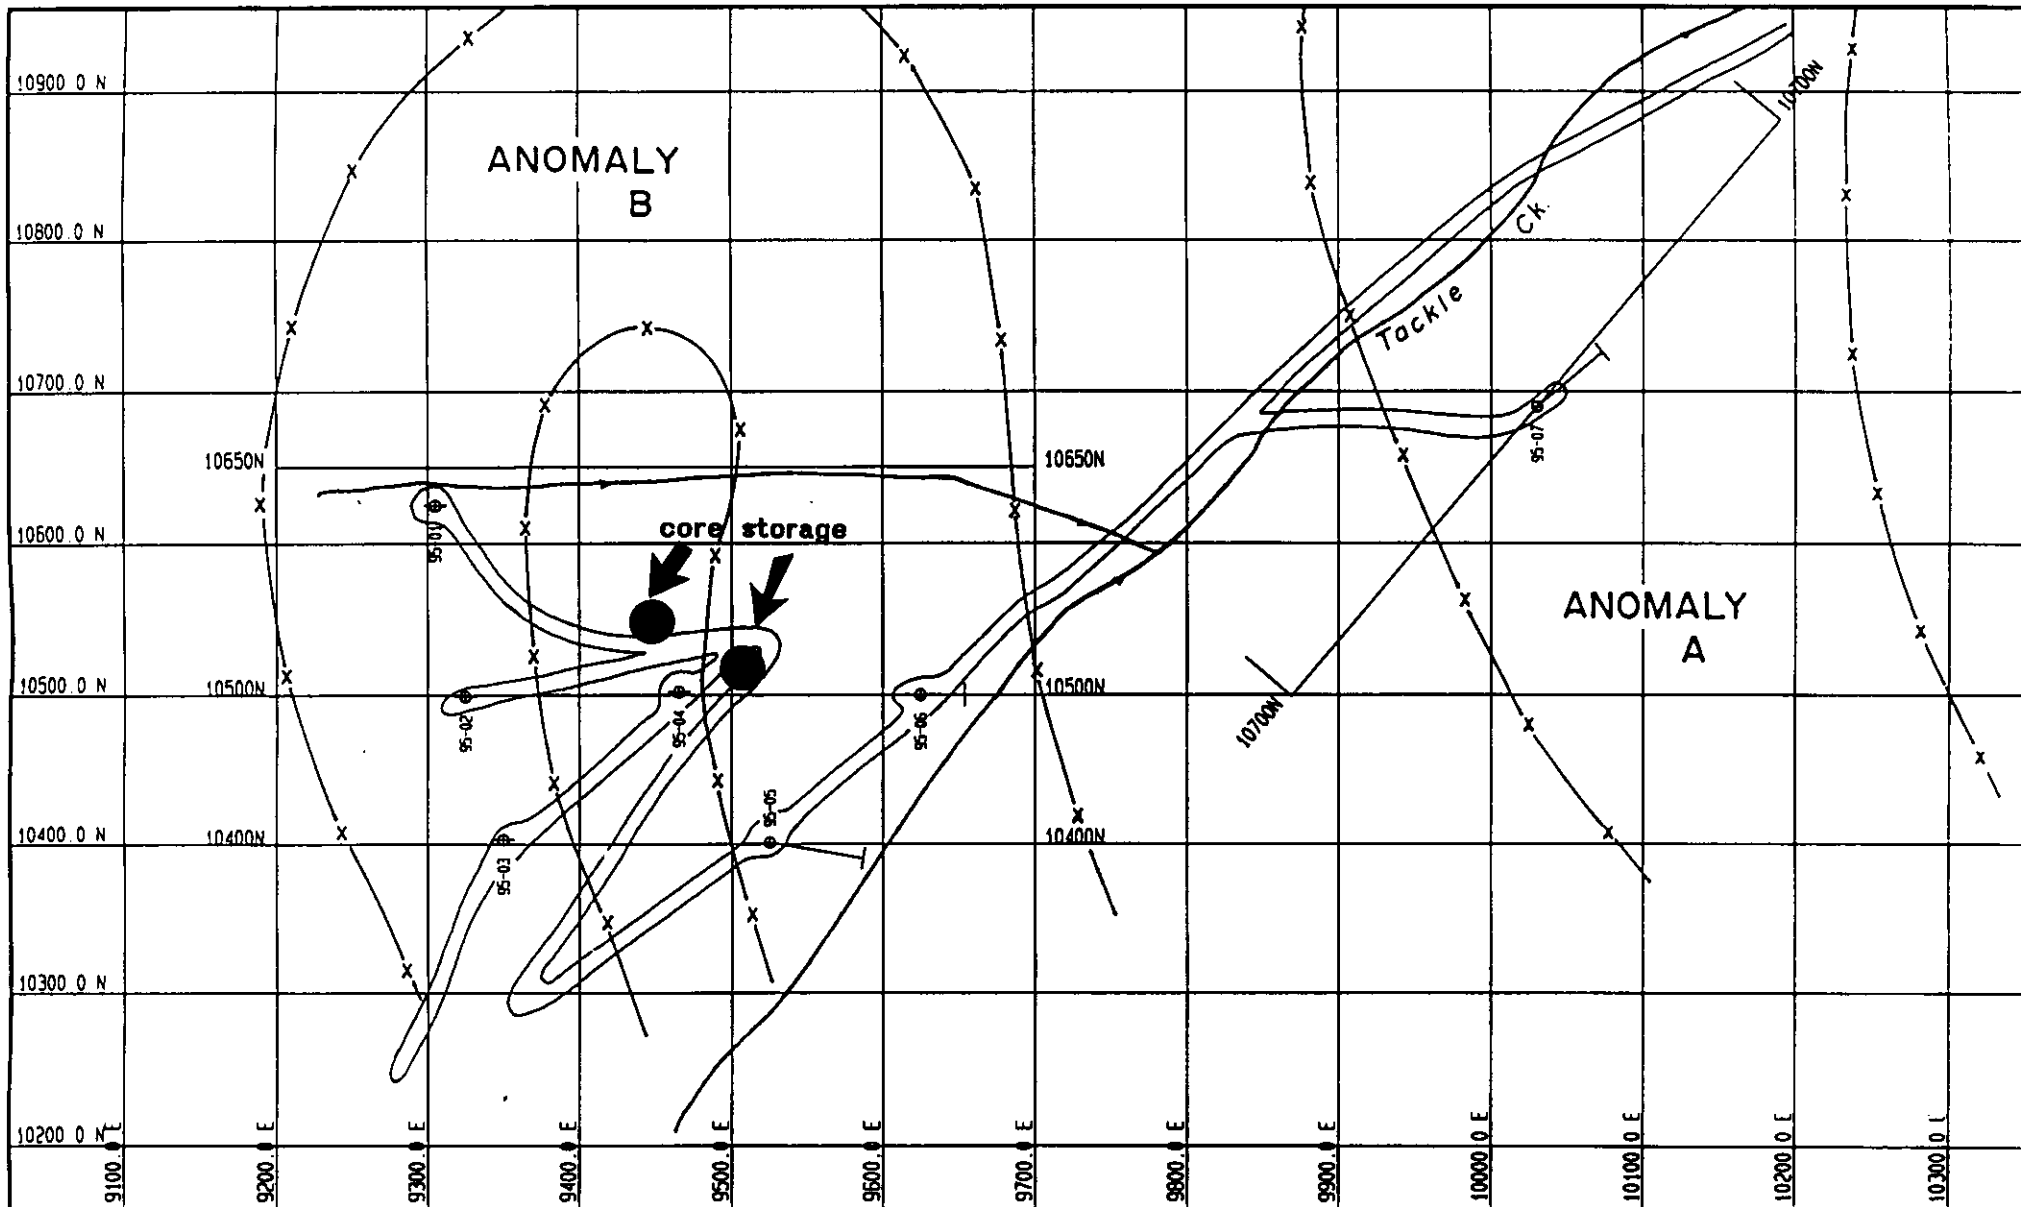 10900.0 N
10700N
ANOMALY
B
10800.0 N
Ck.
Tackle
10700.0 N
95-07
10650N
10650N
core storage
95-01
10600.0 N
ANOMALY
A
10500.0 N
10500N
10500N
95-02
95-04
95-06
10700N
95-05
10400.0 N
10400N
10400N
95-03
10300.0 N
10200.0 N
9100.0 E
9200.0 E
9300.0 E
9400.0 E
9500.0 E
9600.0 E
9700.0 E
9800.0 E
9900.0 E
10000.0 E
10100.0 E
10200.0 E
10300.0 E